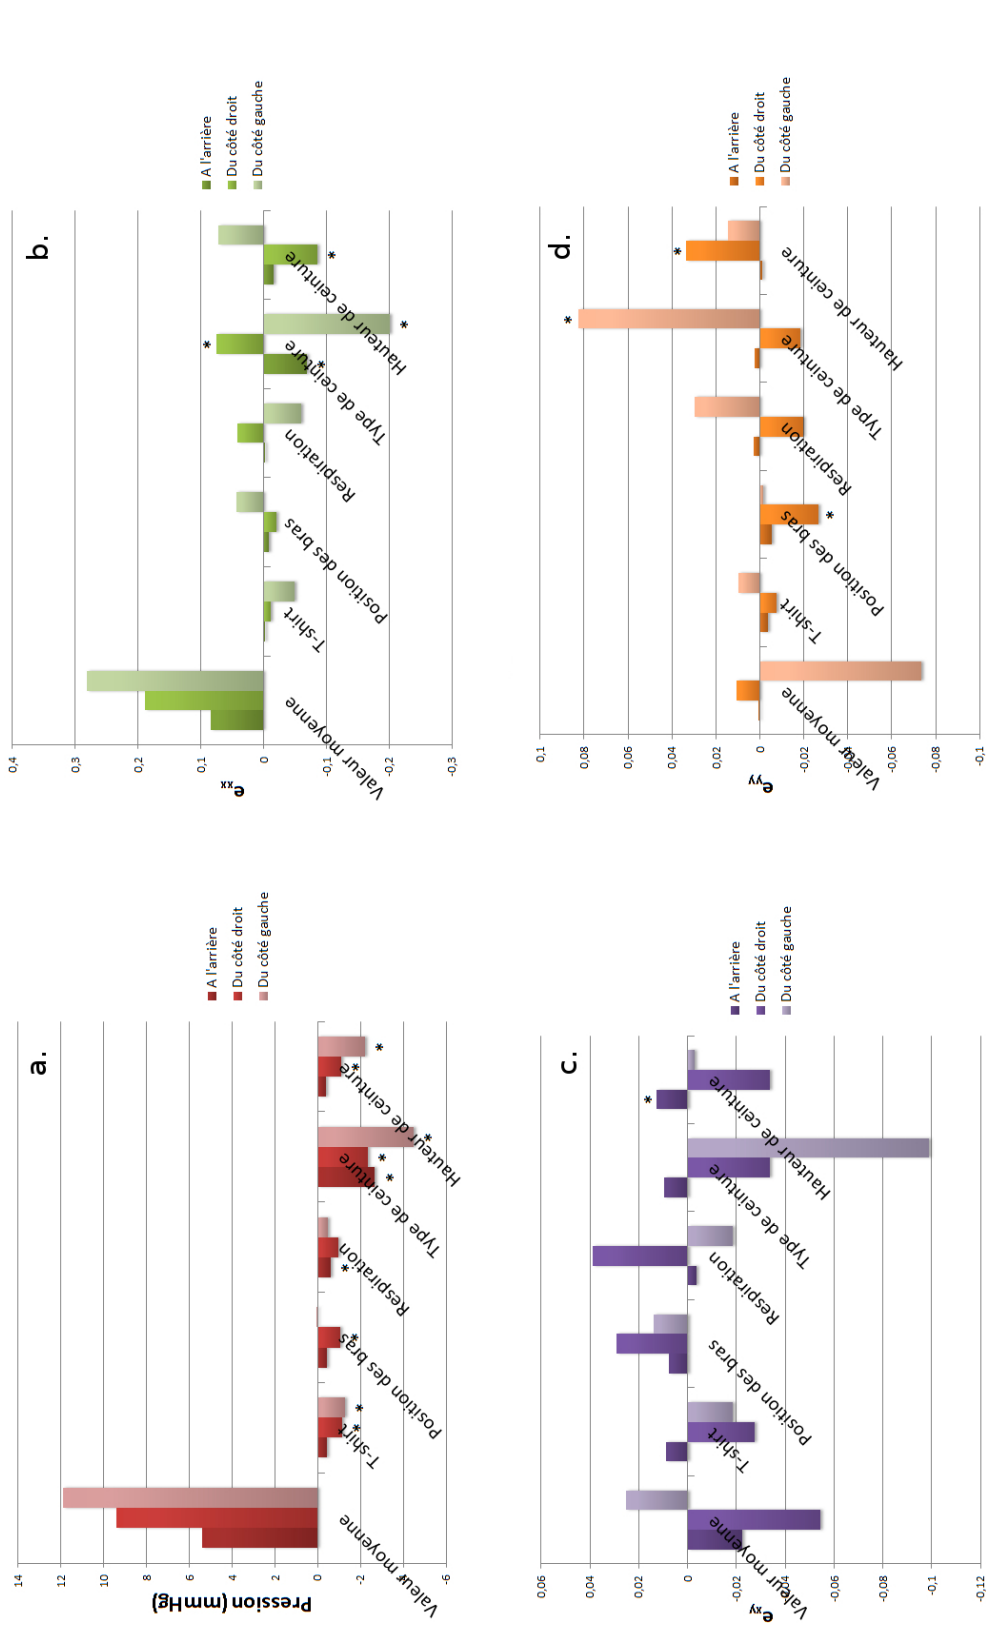 a.
14
12
10
8
6
4
2
0
-2
-4
-6
Pression (mmHg)
Valeur moyenne
T-shirt
Position des bras
Respiration
Type de ceinture
Hauteur de ceinture
* * * * * * * * *
A l'arrière
Du côté droit
Du côté gauche
b.
0,4
0,3
0,2
0,1
0
-0,1
-0,2
-0,3
exx
Valeur moyenne
T-shirt
Position des bras
Respiration
Type de ceinture
Hauteur de ceinture
* * * *
A l'arrière
Du côté droit
Du côté gauche
c.
0,06
0,04
0,02
0
-0,02
-0,04
-0,06
-0,08
-0,1
-0,12
exy
Valeur moyenne
T-shirt
Position des bras
Respiration
Type de ceinture
Hauteur de ceinture
*
A l'arrière
Du côté droit
Du côté gauche
d.
0,1
0,08
0,06
0,04
0,02
0
-0,02
-0,04
-0,06
-0,08
-0,1
eyy
Valeur moyenne
T-shirt
Position des bras
Respiration
Type de ceinture
Hauteur de ceinture
* * *
A l'arrière
Du côté droit
Du côté gauche